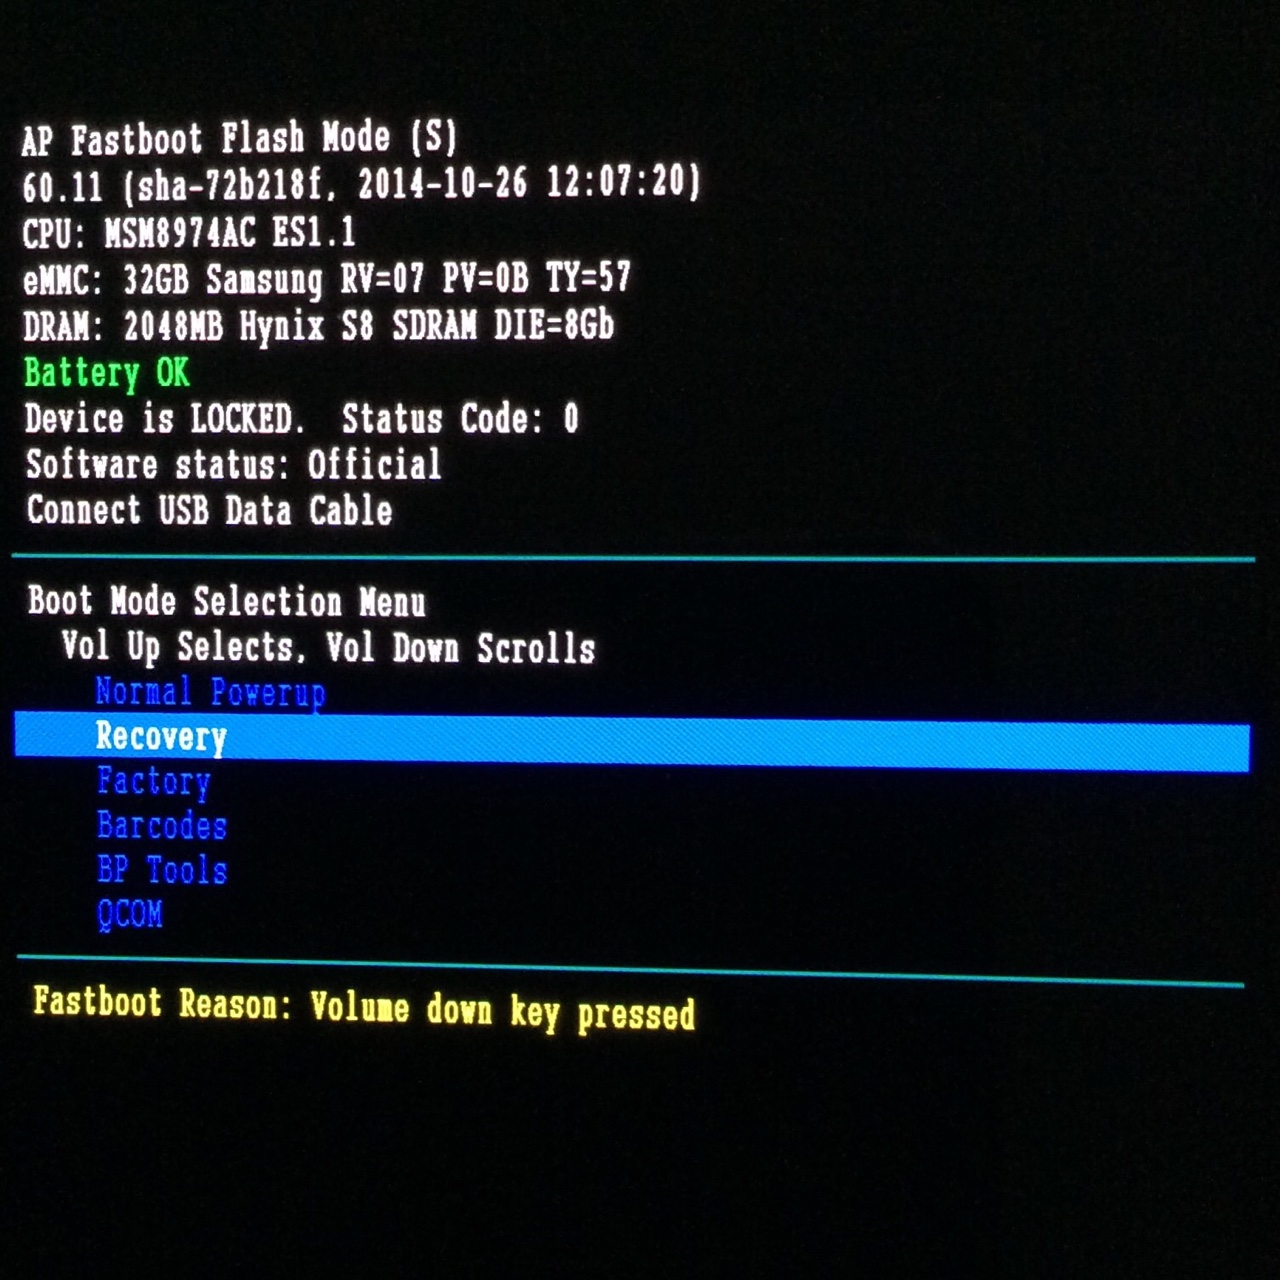 AP Fastboot Flash Mode (S)
60.11 (sha-72b218f, 2014-10-26 12:07:20)
CPU: MSM8974AC ES1.1
eMMC: 32GB Samsung RV=07 PV=0B TY=57
DRAM: 2048MB Hynix S8 SDRAM DIE=8Gb
Battery OK
Device is LOCKED.  Status Code: 0
Software status: Official
Connect USB Data Cable
Boot Mode Selection Menu
Vol Up Selects, Vol Down Scrolls
Normal Powerup
Recovery
Factory
Barcodes
BP Tools
QCOM
Fastboot Reason: Volume down key pressed